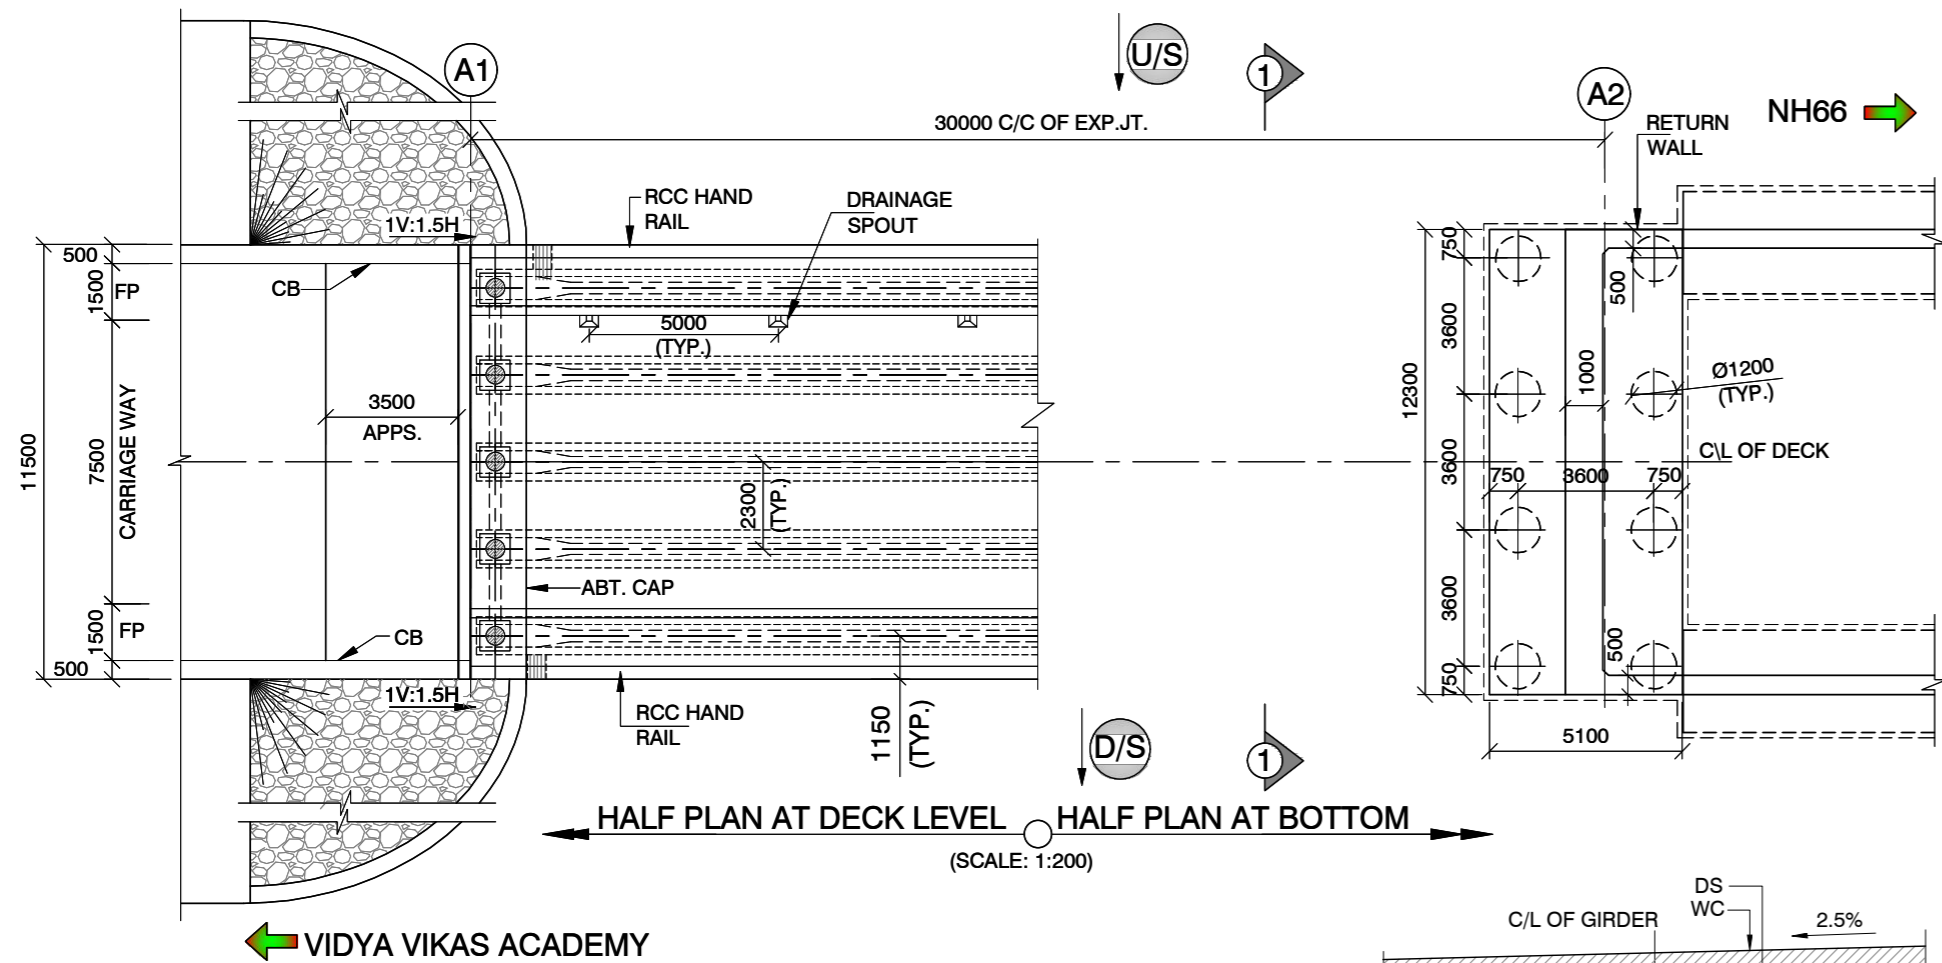 A1
U/S
1
A2
NH66
30000 C/C OF EXP.JT.
RETURN
WALL
RCC HAND
RAIL
DRAINAGE
SPOUT
1V:1.5H
500
1500
FP
CB
5000
(TYP.)
750
500
3600
1000
Ø1200
(TYP.)
12300
3500
APPS.
11500
7500
CARRIAGE WAY
2300
(TYP.)
3600
C\L OF DECK
750
3600
750
ABT. CAP
3600
1500
FP
CB
500
500
750
1V:1.5H
RCC HAND
RAIL
1150
(TYP.)
D/S
1
5100
HALF PLAN AT DECK LEVEL
HALF PLAN AT BOTTOM
(SCALE: 1:200)
VIDYA VIKAS ACADEMY
DS
WC
C/L OF GIRDER
2.5%